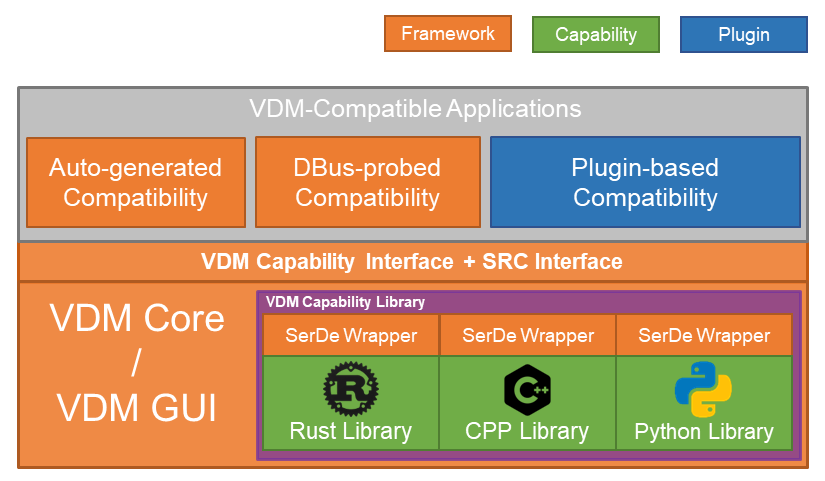 Framework
Capability
Plugin
VDM-Compatible Applications
Auto-generated
Compatibility
DBus-probed
Compatibility
Plugin-based
Compatibility
VDM Capability Interface + SRC Interface
VDM Core
/
VDM GUI
VDM Capability Library
SerDe Wrapper
SerDe Wrapper
SerDe Wrapper
R
C++
Rust Library
CPP Library
Python Library